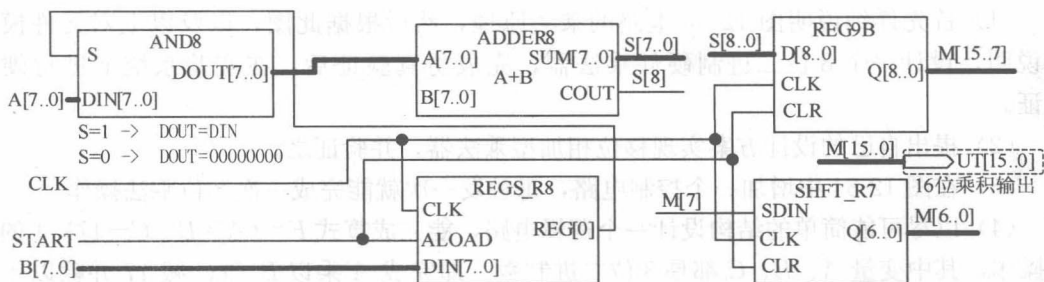 AND8
S
DOUT[7..0]
A[7..0]
DIN[7..0]
S=1 -> DOUT=DIN
S=0 -> DOUT=00000000
ADDER8
A[7..0]
SUM[7..0]
A+B
B[7..0]
COUT
S[7..0]
S[8]
S[8..0]
REG9B
D[8..0]
Q[8..0]
CLK
CLR
M[15..7]
M[15..0]
UT[15..0]
16位乘积输出
CLK
START
B[7..0]
REGS_R8
CLK
ALOAD
REG[0]
DIN[7..0]
M[7]
SHFT_R7
SDIN
Q[6..0]
CLK
CLR
M[6..0]
证。